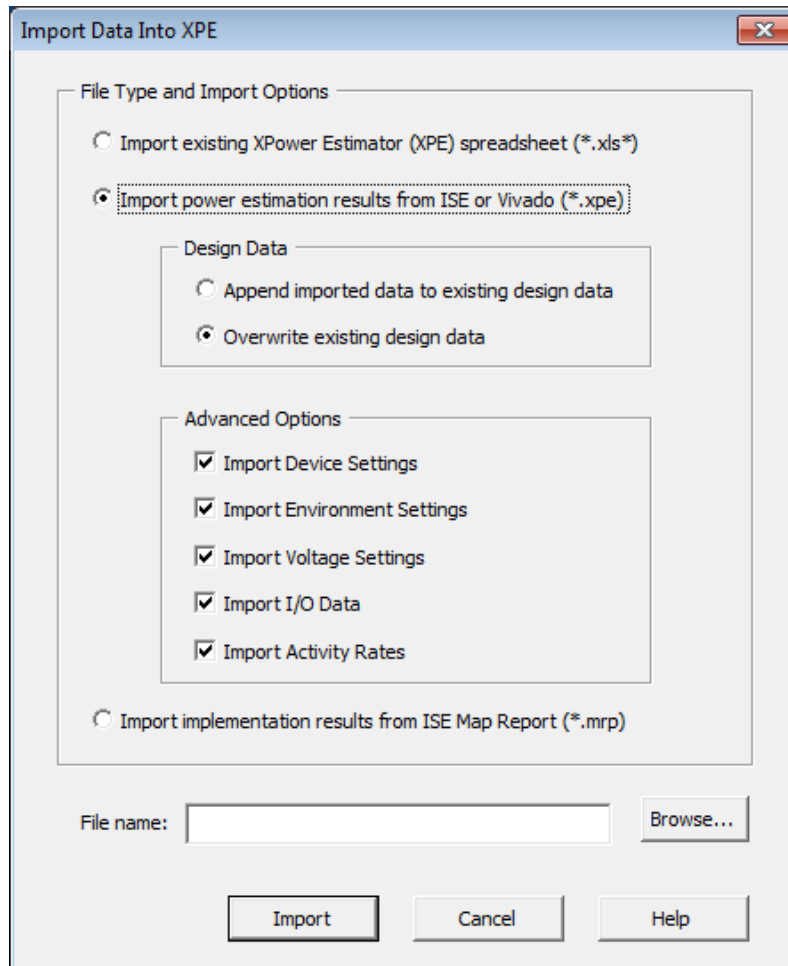 Import Data Into XPE
File Type and Import Options
Import existing XPower Estimator (XPE) spreadsheet (*.xls*)
Import power estimation results from ISE or Vivado (*.xpe)
Design Data
Append imported data to existing design data
Overwrite existing design data
Advanced Options
Import Device Settings
Import Environment Settings
Import Voltage Settings
Import I/O Data
Import Activity Rates
Import implementation results from ISE Map Report (*.mrp)
File name:
Browse...
Import
Cancel
Help